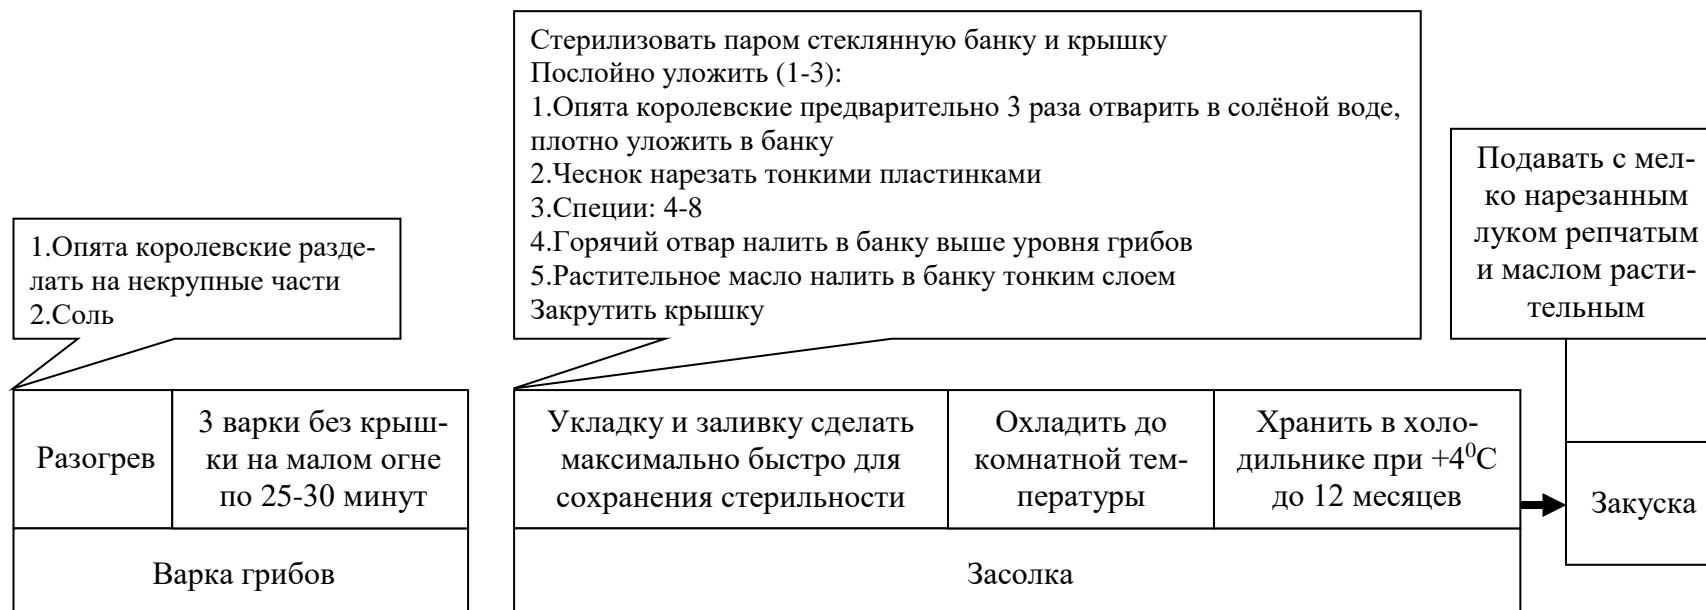 1.Опята королевские разде-
лать на некрупные части
2.Соль
Разогрев
3 варки без крыш-
ки на малом огне
по 25-30 минут
Варка грибов
Стерилизовать паром стеклянную банку и крышку
Послойно уложить (1-3):
1.Опята королевские предварительно 3 раза отварить в солёной воде,
плотно уложить в банку
2.Чеснок нарезать тонкими пластинками
3.Специи: 4-8
4.Горячий отвар налить в банку выше уровня грибов
5.Растительное масло налить в банку тонким слоем
Закрутить крышку
Укладку и заливку сделать
максимально быстро для
сохранения стерильности
Охладить до
комнатной тем-
пературы
Хранить в холо-
дильнике при +4⁰С
до 12 месяцев
Засолка
Подавать с мел-
ко нарезанным
луком репчатым
и маслом расти-
тельным
Закуска